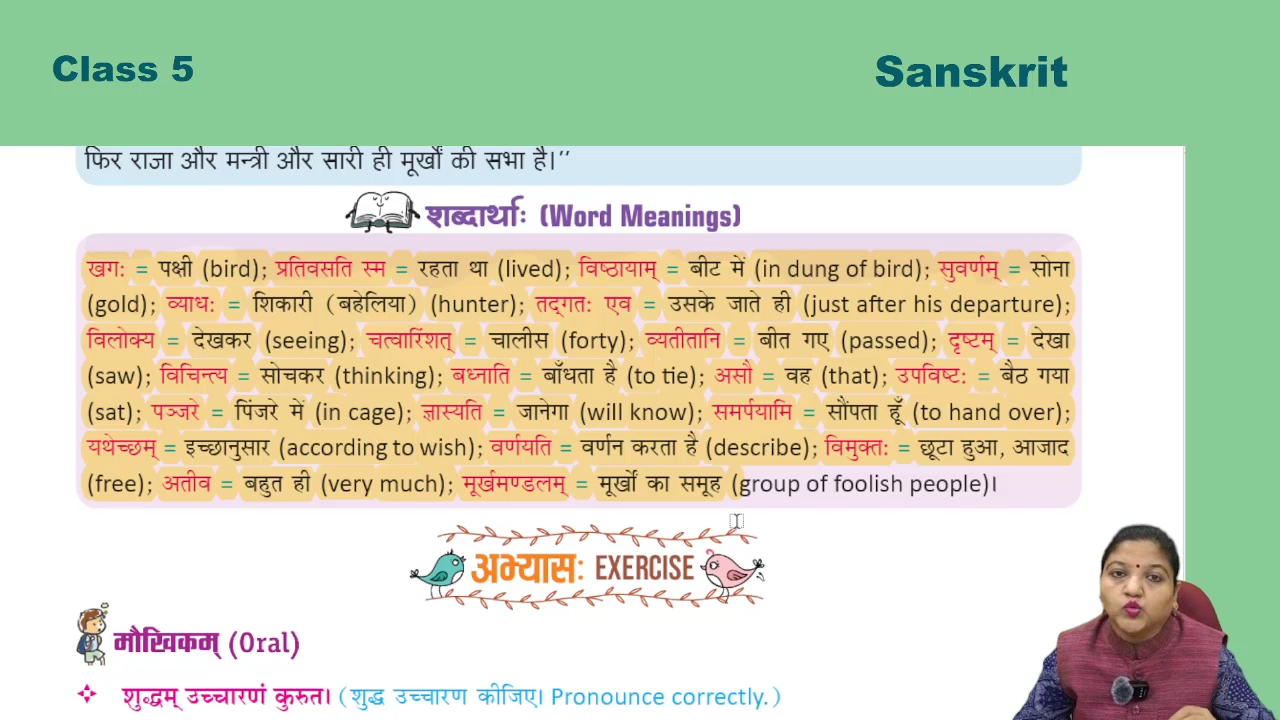 Class 5
Sanskrit
फिर राजा और मन्त्री और सारी ही मूर्खों की सभा है।’’
शब्दार्थाः (Word Meanings)
खगः = पक्षी (bird); प्रतिवसति स्म = रहता था (lived); विष्ठायाम् = बीट में (in dung of bird); सुवर्णम् = सोना
(gold); व्याधः = शिकारी (बहेलिया) (hunter); तद्गतः एव = उसके जाते ही (just after his departure);
विलोक्य = देखकर (seeing); चत्वारिंशत् = चालीस (forty); व्यतीतानि = बीत गए (passed); दृष्टम् = देखा
(saw); विचिन्त्य = सोचकर (thinking); बध्नाति = बाँधता है (to tie); असौ = वह (that); उपविष्टः = बैठ गया
(sat); पञ्जरे = पिंजरे में (in cage); ज्ञास्यति = जानेगा (will know); समर्पयामि = सौंपता हूँ (to hand over);
यथेच्छम् = इच्छानुसार (according to wish); वर्णयति = वर्णन करता है (describe); विमुक्तः = छूटा हुआ, आजाद
(free); अतीव = बहुत ही (very much); मूर्खमण्डलम् = मूर्खों का समूह (group of foolish people)।
अभ्यासः EXERCISE
मौखिकम् (Oral)
शुद्धम् उच्चारणं कुरुत। (शुद्ध उच्चारण कीजिए। Pronounce correctly.)